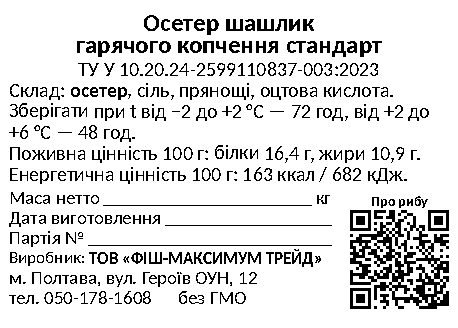 Осетер шашлик
гарячого копчення стандарт
ТУ У 10.20.24-2599110837-003:2023
Склад: осетер, сіль, прянощі, оцтова кислота.
Зберігати при t від −2 до +2 °С — 72 год, від +2 до
+6 °С — 48 год.
Поживна цінність 100 г: білки 16,4 г, жири 10,9 г.
Енергетична цінність 100 г: 163 ккал / 682 кДж.
Маса нетто ______________________ кг
Дата виготовлення __________________
Партія № __________________________
Про рибу
Виробник: ТОВ «ФІШ-МАКСИМУМ ТРЕЙД»
м. Полтава, вул. Героїв ОУН, 12
тел. 050-178-1608 без ГМО